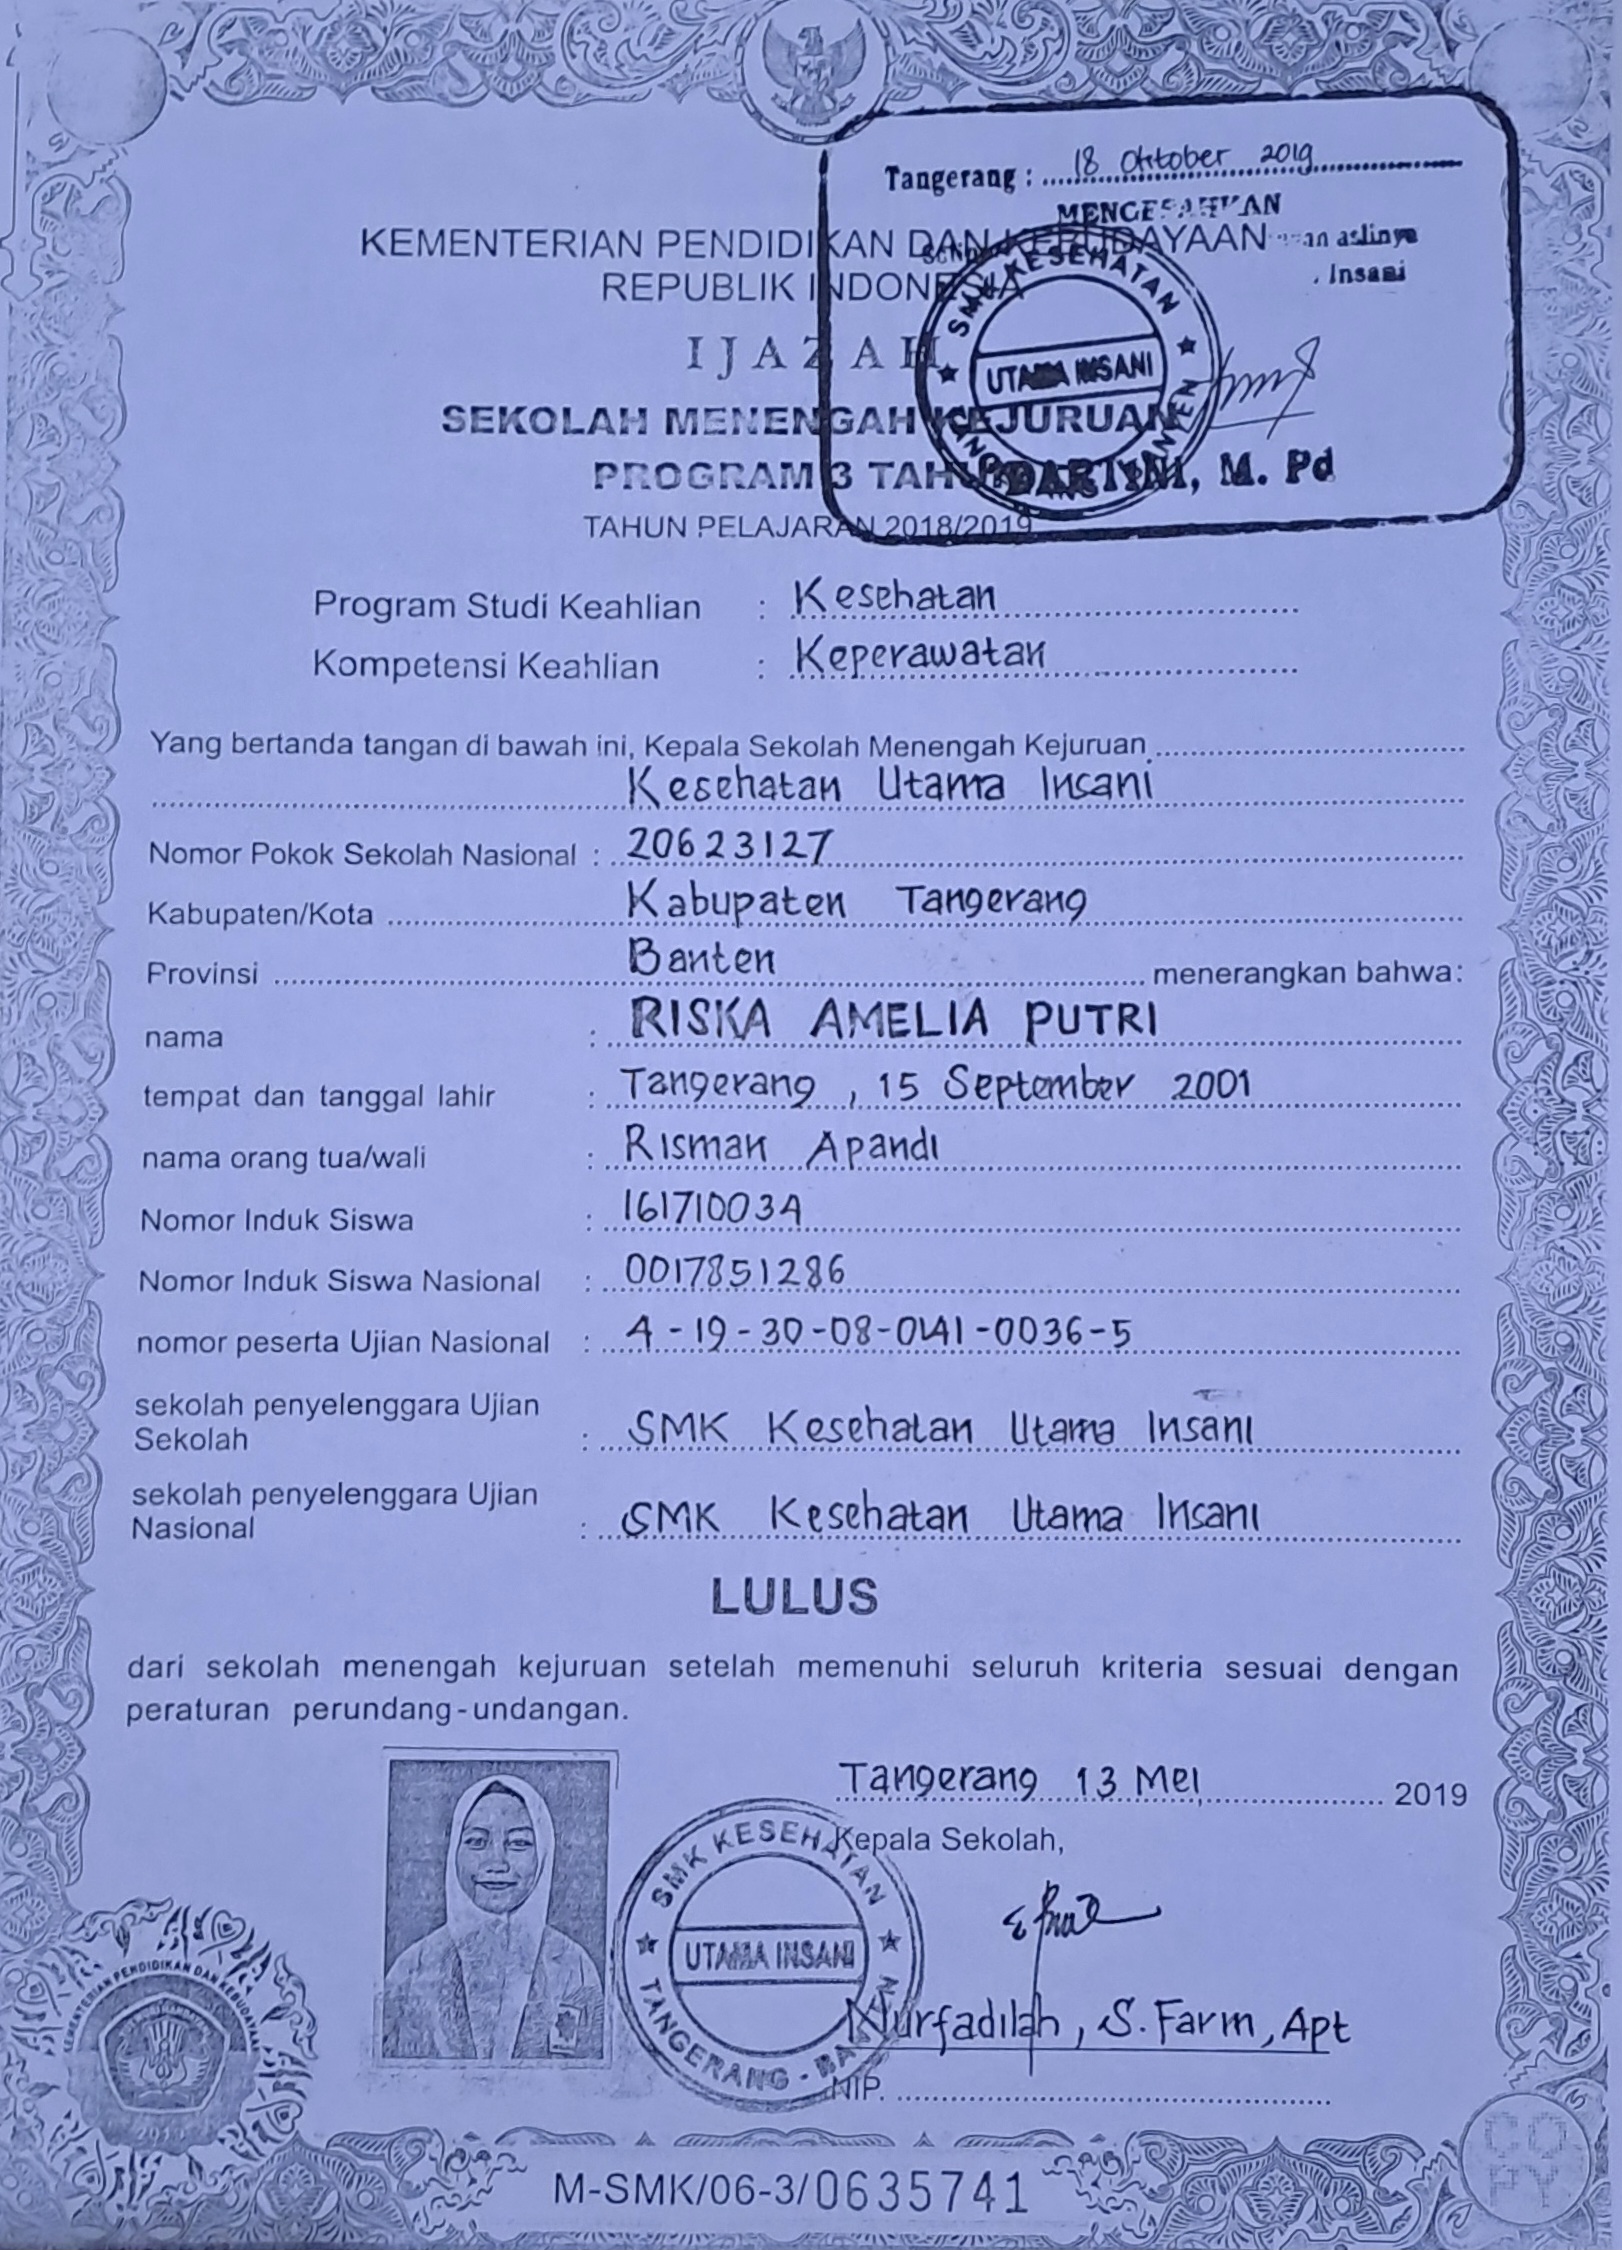 Tangerang : 18 Oktober 2019
MENGESAHKAN
aslinya
Insani
KEMENTERIAN PENDIDIKAN DAN KEBUDAYAAN
REPUBLIK INDONESIA
IJAZAH
SEKOLAH MENENGAH KEJURUAN
PROGRAM 3 TAHUN
TAHUN PELAJARAN 2018/2019
SMK KESEHATAN
UTAMA INSANI
DARTINI, M. Pd
Program Studi Keahlian : Kesehatan
Kompetensi Keahlian : Keperawatan
Yang bertanda tangan di bawah ini, Kepala Sekolah Menengah Kejuruan
Kesehatan Utama Insani
Nomor Pokok Sekolah Nasional : 20623127
Kabupaten/Kota Kabupaten Tangerang
Provinsi Banten menerangkan bahwa:
nama : RISKA AMELIA PUTRI
tempat dan tanggal lahir : Tangerang, 15 September 2001
nama orang tua/wali : Risman Apandi
Nomor Induk Siswa : 161710034
Nomor Induk Siswa Nasional : 0017851286
nomor peserta Ujian Nasional : 4-19-30-08-0141-0036-5
sekolah penyelenggara Ujian
Sekolah : SMK Kesehatan Utama Insani
sekolah penyelenggara Ujian
Nasional : SMK Kesehatan Utama Insani
LULUS
dari sekolah menengah kejuruan setelah memenuhi seluruh kriteria sesuai dengan
peraturan perundang-undangan.
Tangerang 13 Mei 2019
Kepala Sekolah,
SMK KESEHATAN
UTAMA INSANI
TANGERANG - BANTEN
Nurfadilah, S.Farm, Apt
NIP.
KEMENTERIAN PENDIDIKAN DAN KEBUDAYAAN
M-SMK/06-3/0635741
COPY